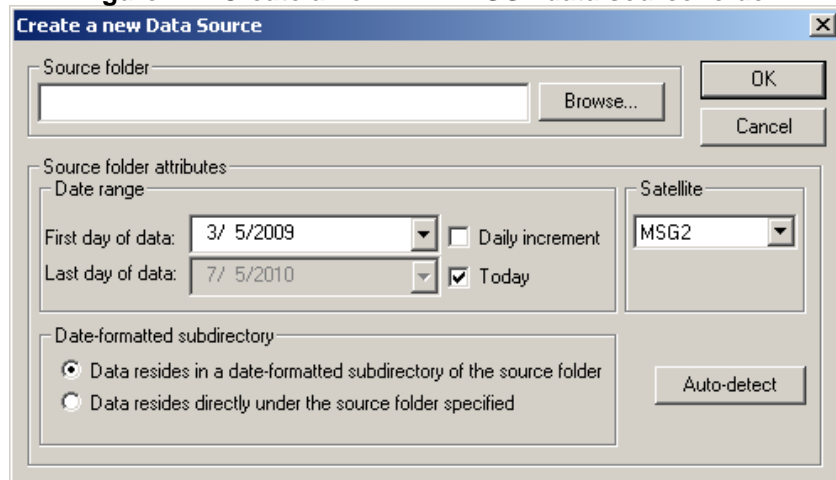 Create a new Data Source
Source folder
Browse...
OK
Cancel
Source folder attributes
Date range
First day of data: 3/ 5/2009 Daily increment
Last day of data: 7/ 5/2010 Today
Satellite
MSG2
Date-formatted subdirectory
Data resides in a date-formatted subdirectory of the source folder
Data resides directly under the source folder specified
Auto-detect